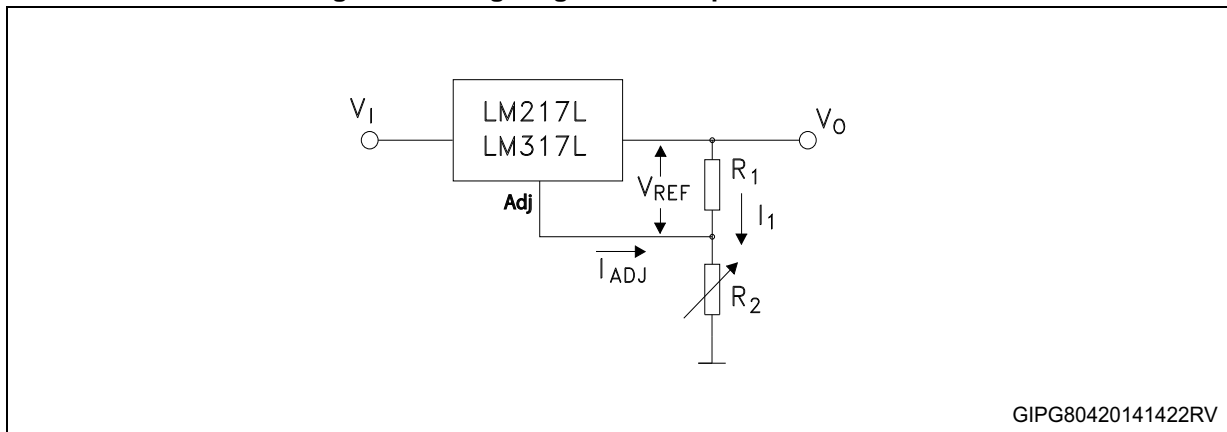 V_I
LM217L
LM317L
V_O
Adj
V_REF
R_1
I_1
I_ADJ
R_2
GIPG80420141422RV